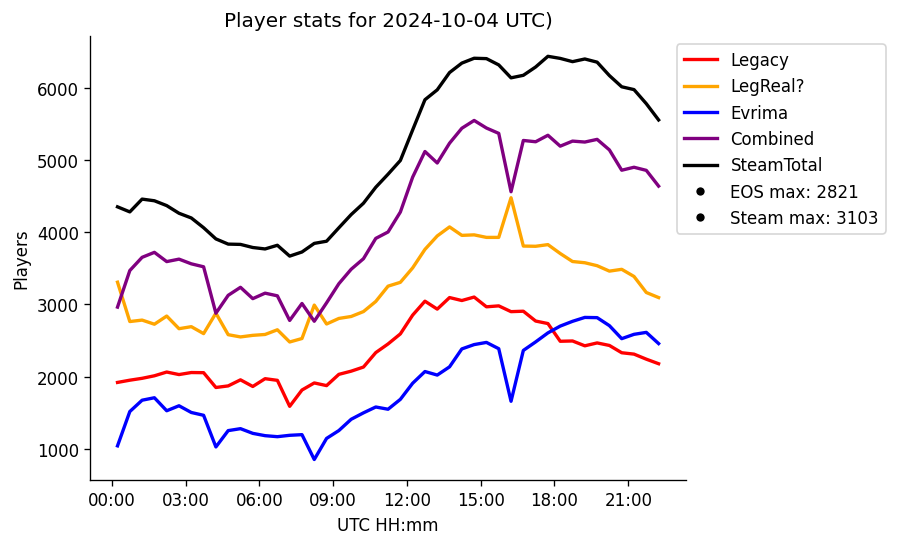 Player stats for 2024-10-04 UTC)
Legacy
LegReal?
Evrima
Combined
SteamTotal
EOS max: 2821
Steam max: 3103
Players
6000
5000
4000
3000
2000
1000
00:00 03:00 06:00 09:00 12:00 15:00 18:00 21:00
UTC HH:mm